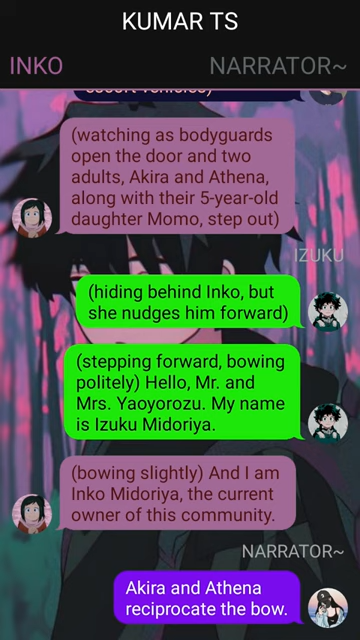 KUMAR TS
INKO
NARRATOR~
escort vehicles)
(watching as bodyguards
open the door and two
adults, Akira and Athena,
along with their 5-year-old
daughter Momo, step out)
IZUKU
(hiding behind Inko, but
she nudges him forward)
(stepping forward, bowing
politely) Hello, Mr. and
Mrs. Yaoyorozu. My name
is Izuku Midoriya.
(bowing slightly) And I am
Inko Midoriya, the current
owner of this community.
NARRATOR~
Akira and Athena
reciprocate the bow.